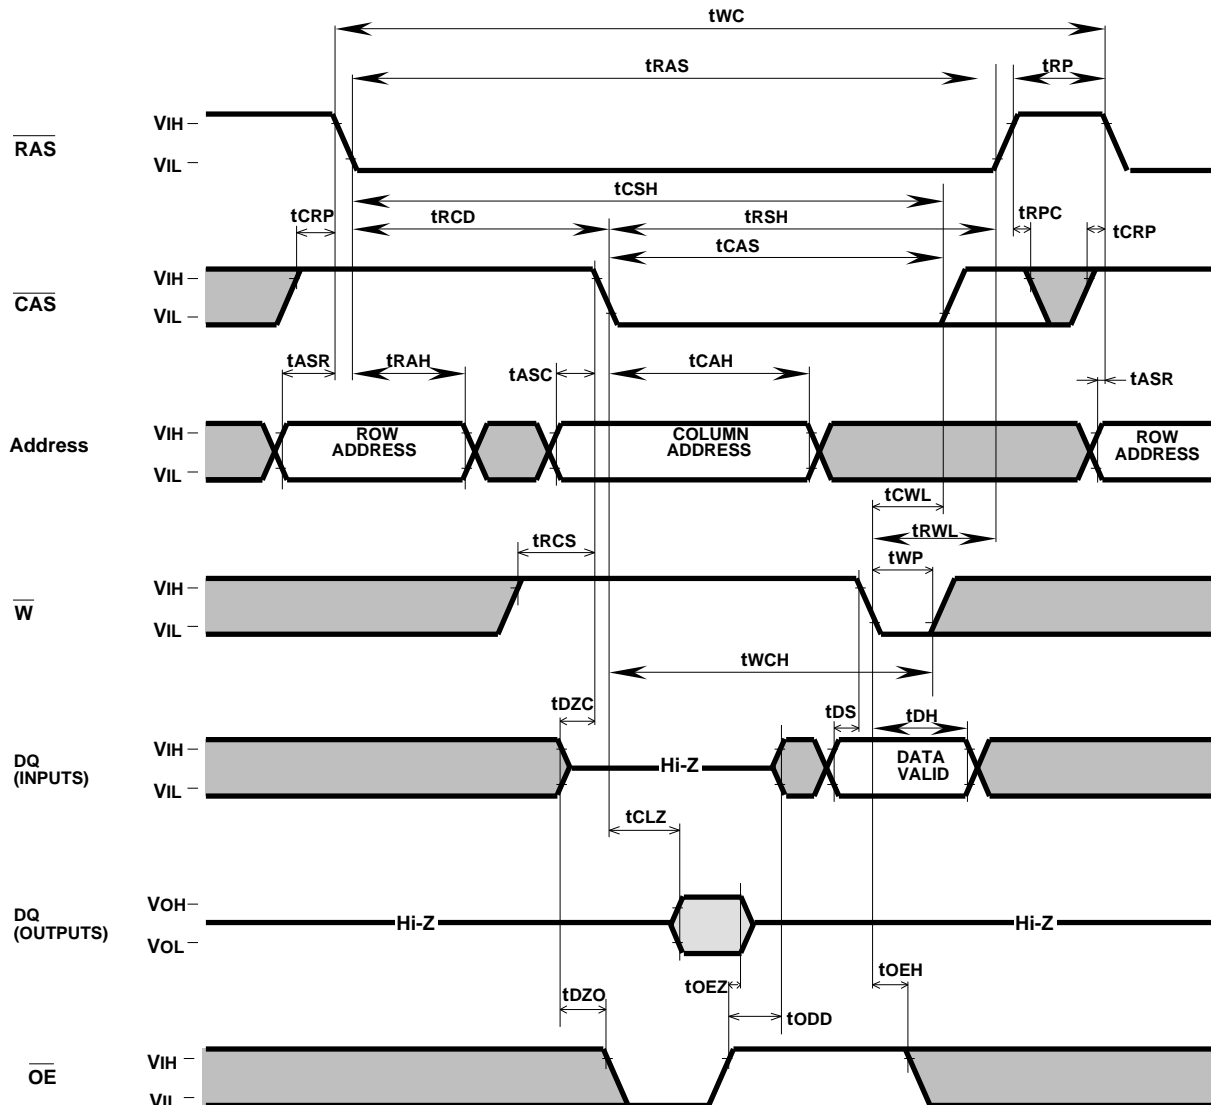 tWC
tRAS
tRP
RAS
VIH
VIL
tCSH
tCRP
tRCD
tRSH
tRPC
tCRP
tCAS
CAS
VIH
VIL
tASR
tRAH
tASC
tCAH
tASR
Address
VIH
VIL
ROW
ADDRESS
COLUMN
ADDRESS
ROW
ADDRESS
tCWL
tRCS
tRWL
tWP
W
VIH
VIL
tWCH
tDZC
tDS
tDH
DQ
(INPUTS)
VIH
VIL
Hi-Z
DATA
VALID
tCLZ
DQ
(OUTPUTS)
VOH
VOL
Hi-Z
Hi-Z
tDZO
tOEZ
tOEH
tODD
OE
VIH
VIL